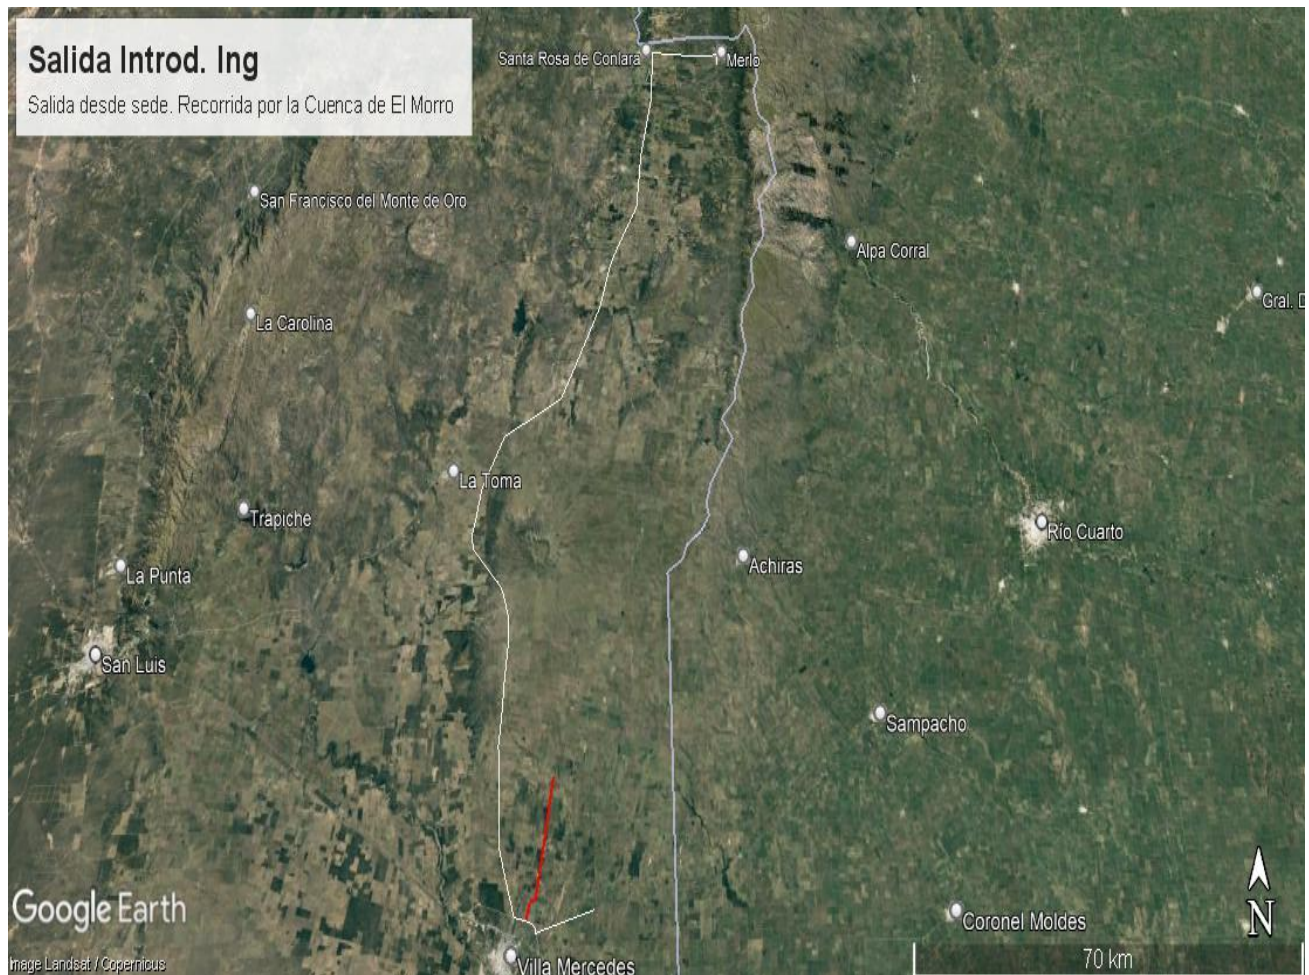 Salida Introd. Ing
Salida desde sede. Recorrida por la Cuenca de El Morro
Santa Rosa de Conlara
Merlo
San Francisco del Monte de Oro
Alpa Corral
Gral. D
La Carolina
La Toma
Trapiche
Río Cuarto
Achiras
La Punta
San Luis
Sampacho
Google Earth
Coronel Moldes
N
Villa Mercedes
70 km
Image Landsat / Copernicus